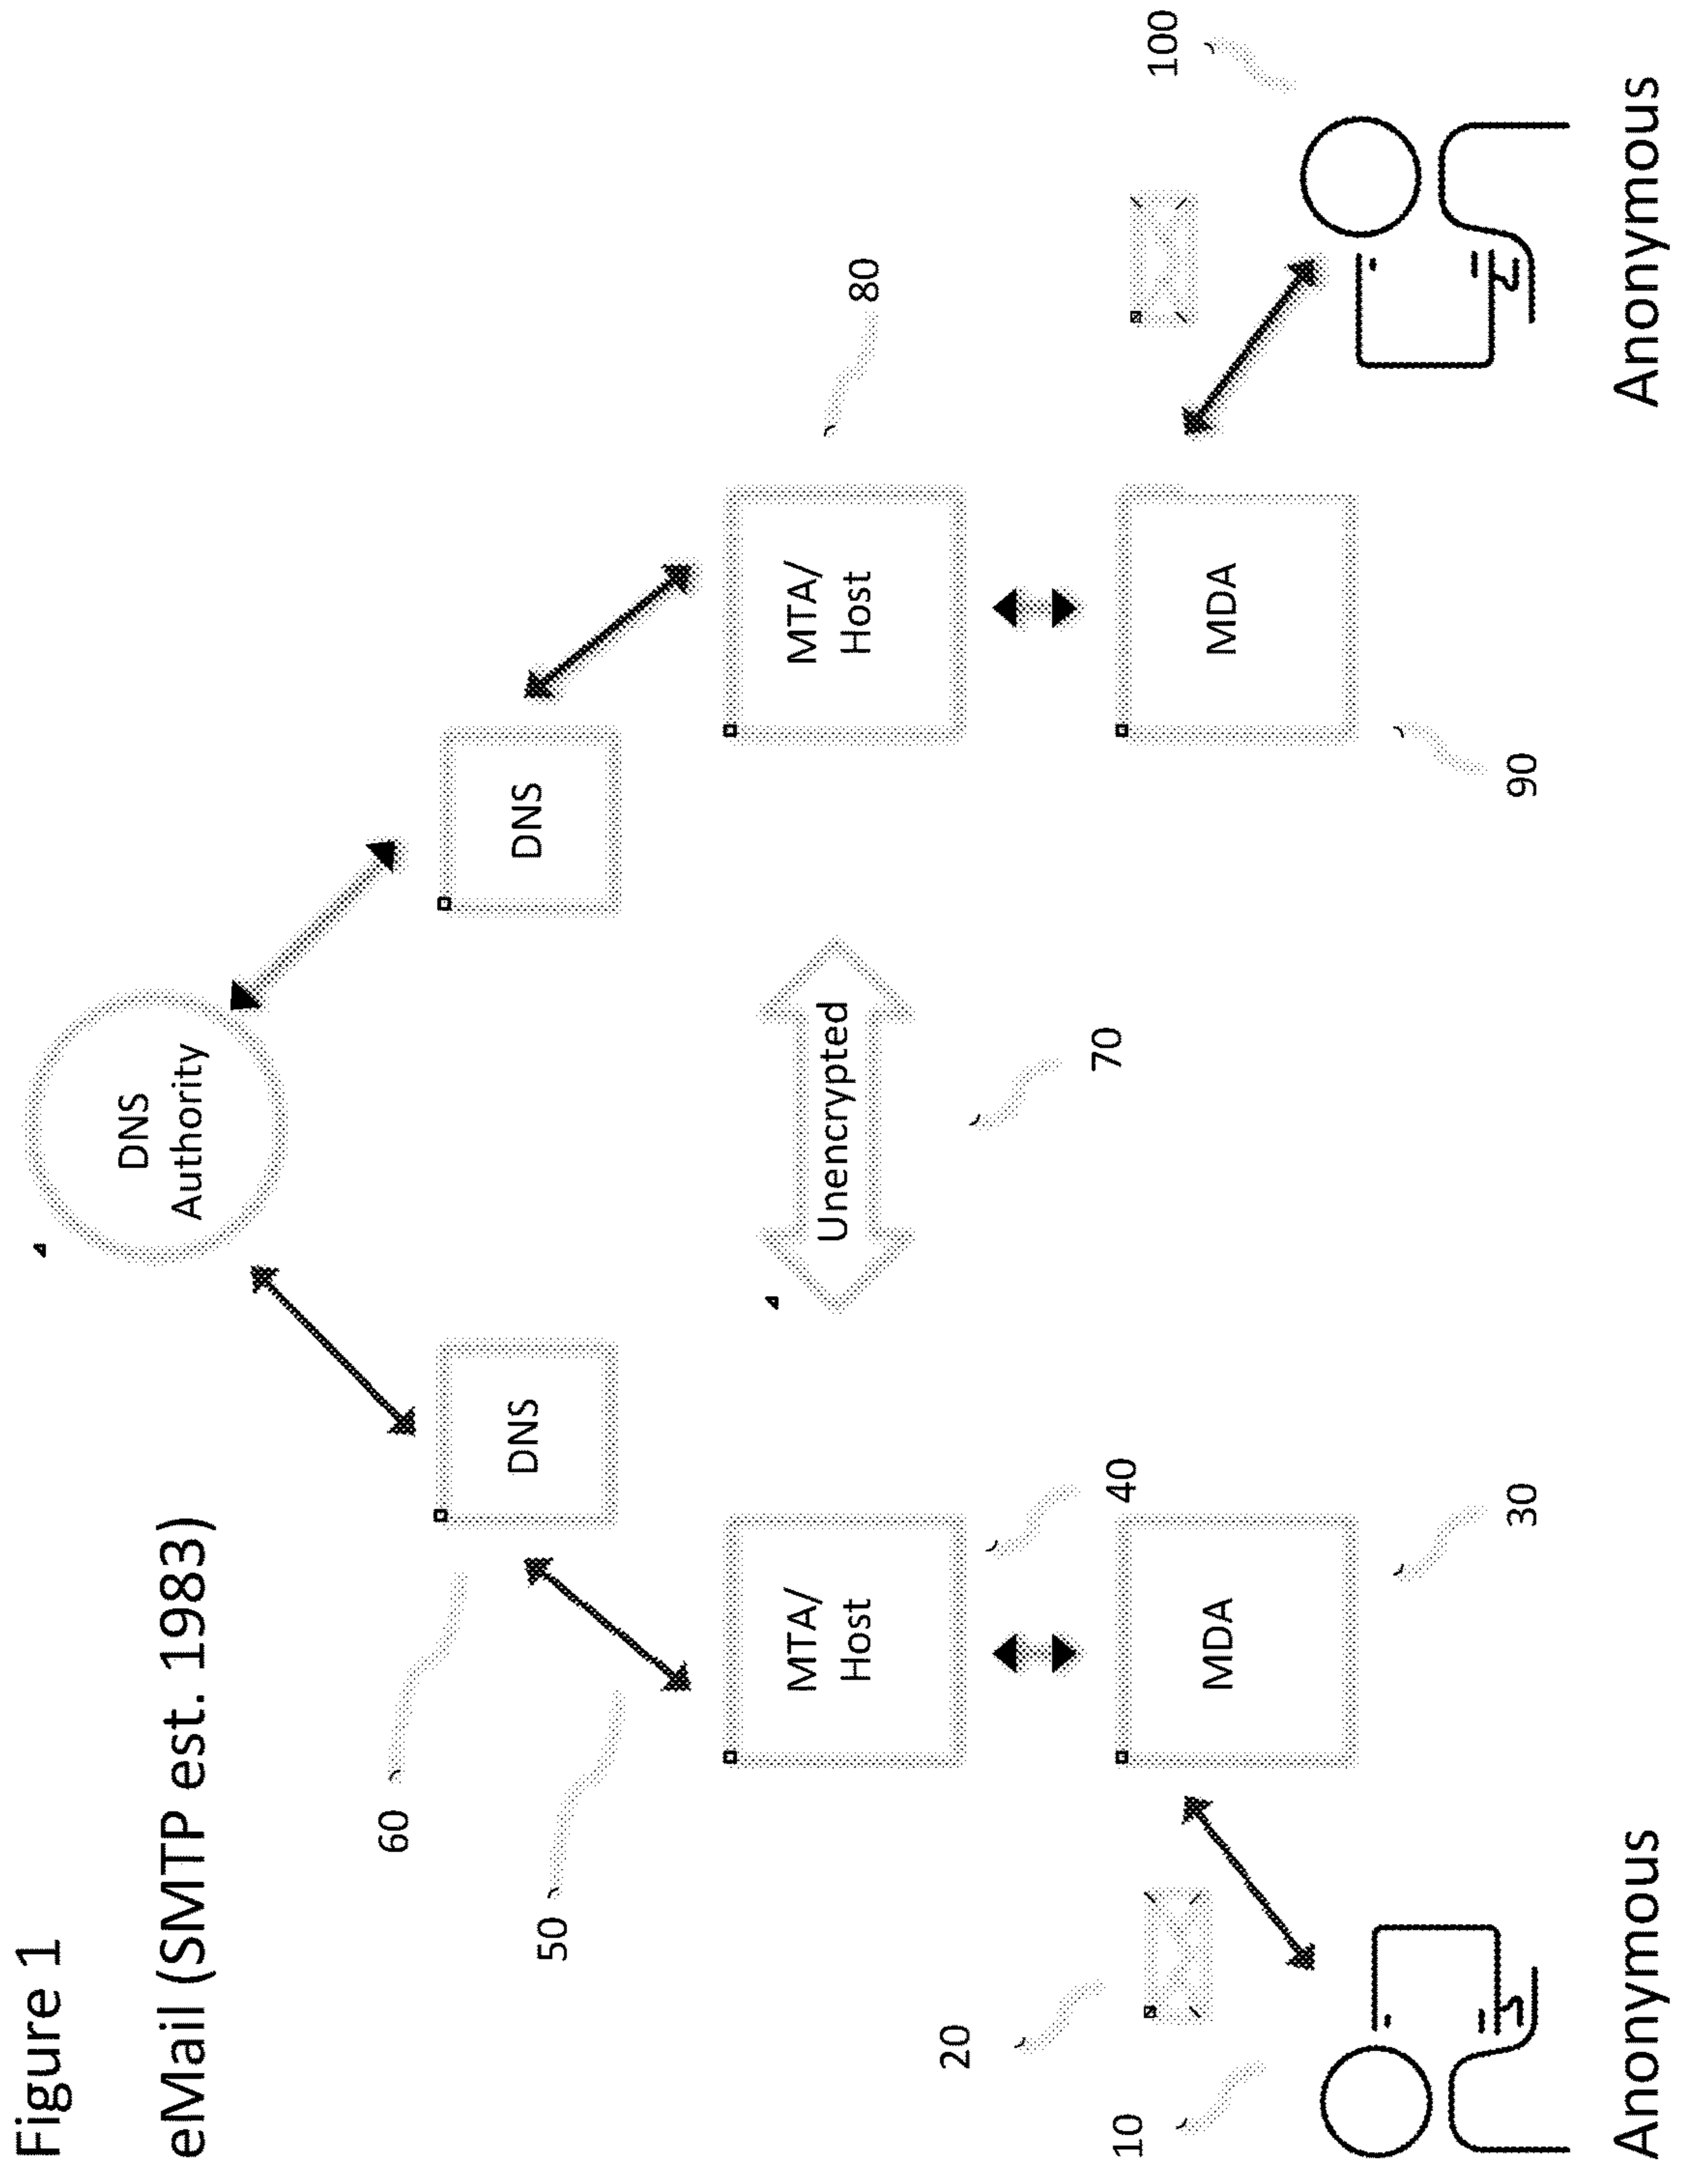 Figure 1
eMail (SMTP est. 1983)
DNS
Authority
60
DNS
DNS
50
MTA/
Host
Unencrypted
MTA/
Host
80
20
40
70
10
MDA
MDA
100
30
90
Anonymous
Anonymous